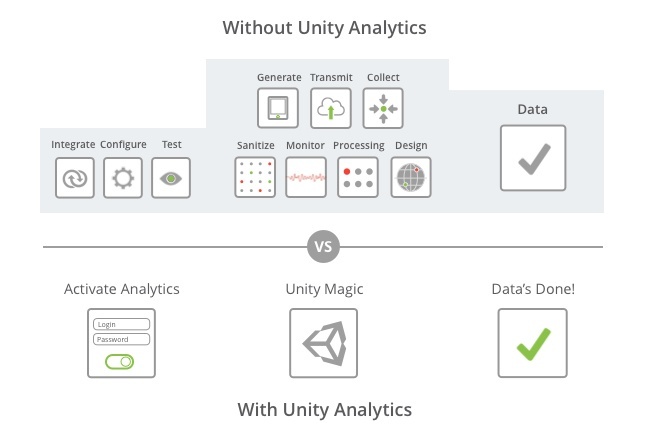 Without Unity Analytics
Generate Transmit Collect
Data
Integrate Configure Test
Sanitize Monitor Processing Design
VS
Activate Analytics
Unity Magic
Data's Done!
Login
Password
With Unity Analytics